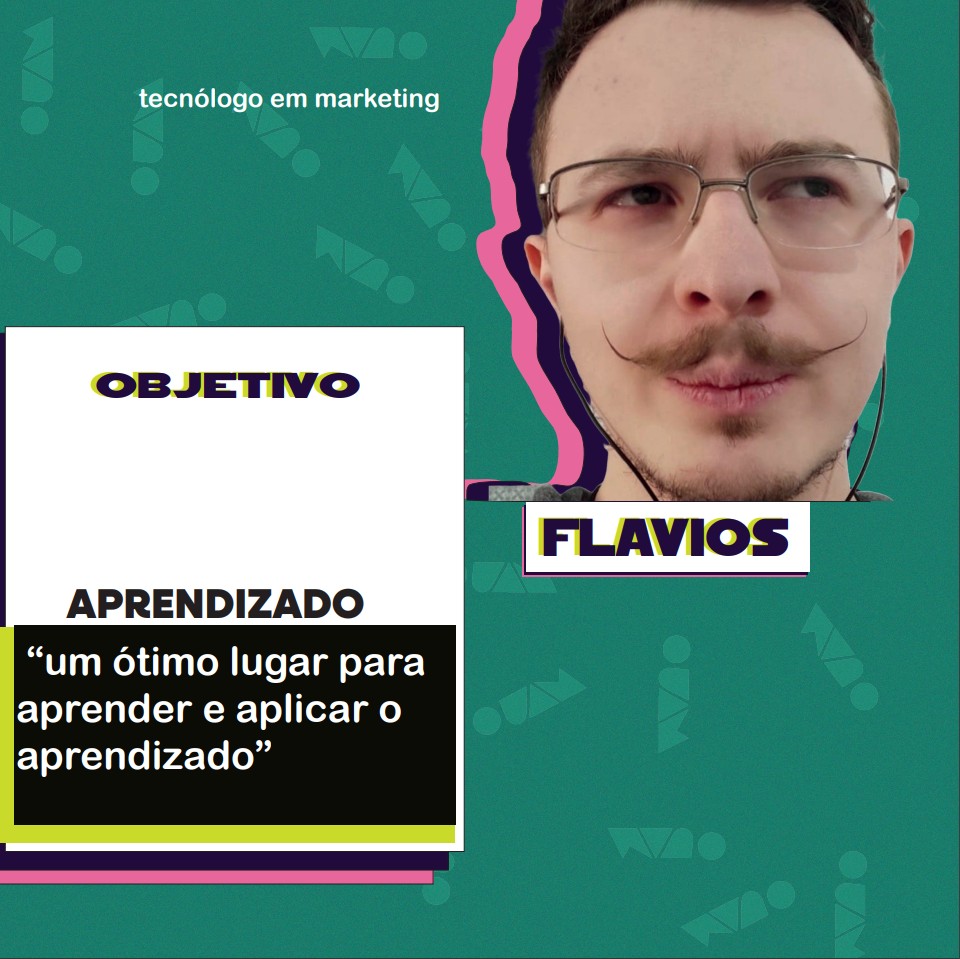 tecnólogo em marketing
OBJETIVO
FLAVIOS
APRENDIZADO
“um ótimo lugar para
aprender e aplicar o
aprendizado”